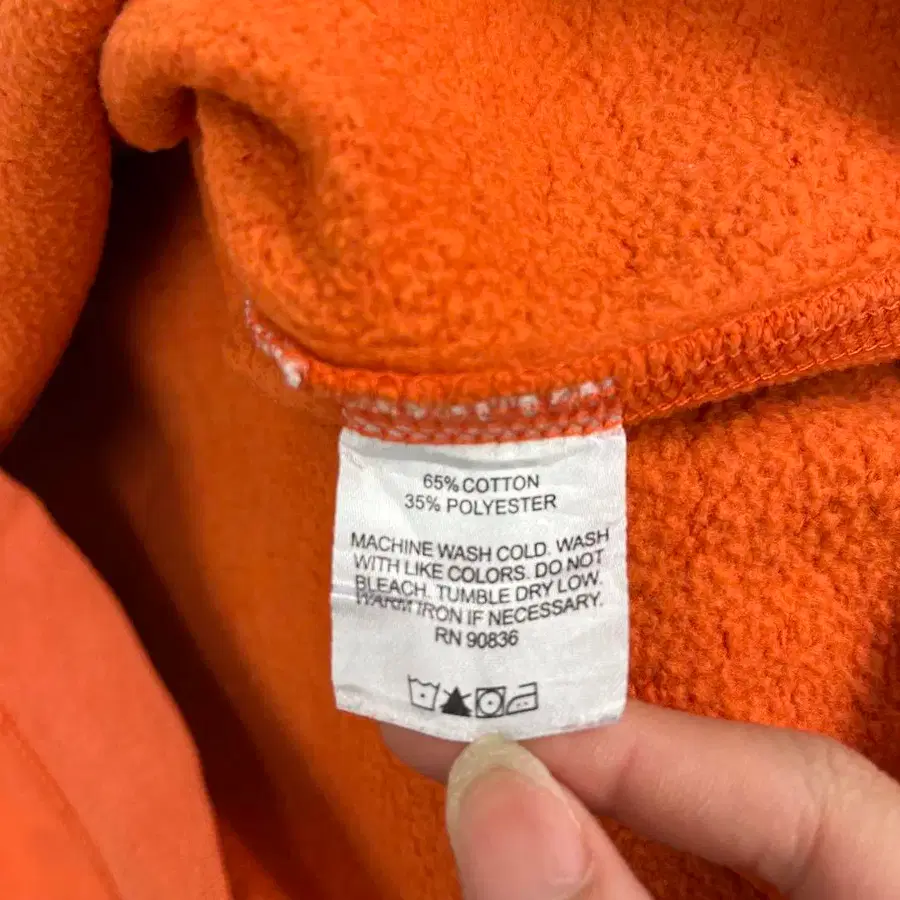 65% COTTON
35% POLYESTER
MACHINE WASH COLD. WASH
WITH LIKE COLORS. DO NOT
BLEACH. TUMBLE DRY LOW.
WARM IRON IF NECESSARY.
RN 90836